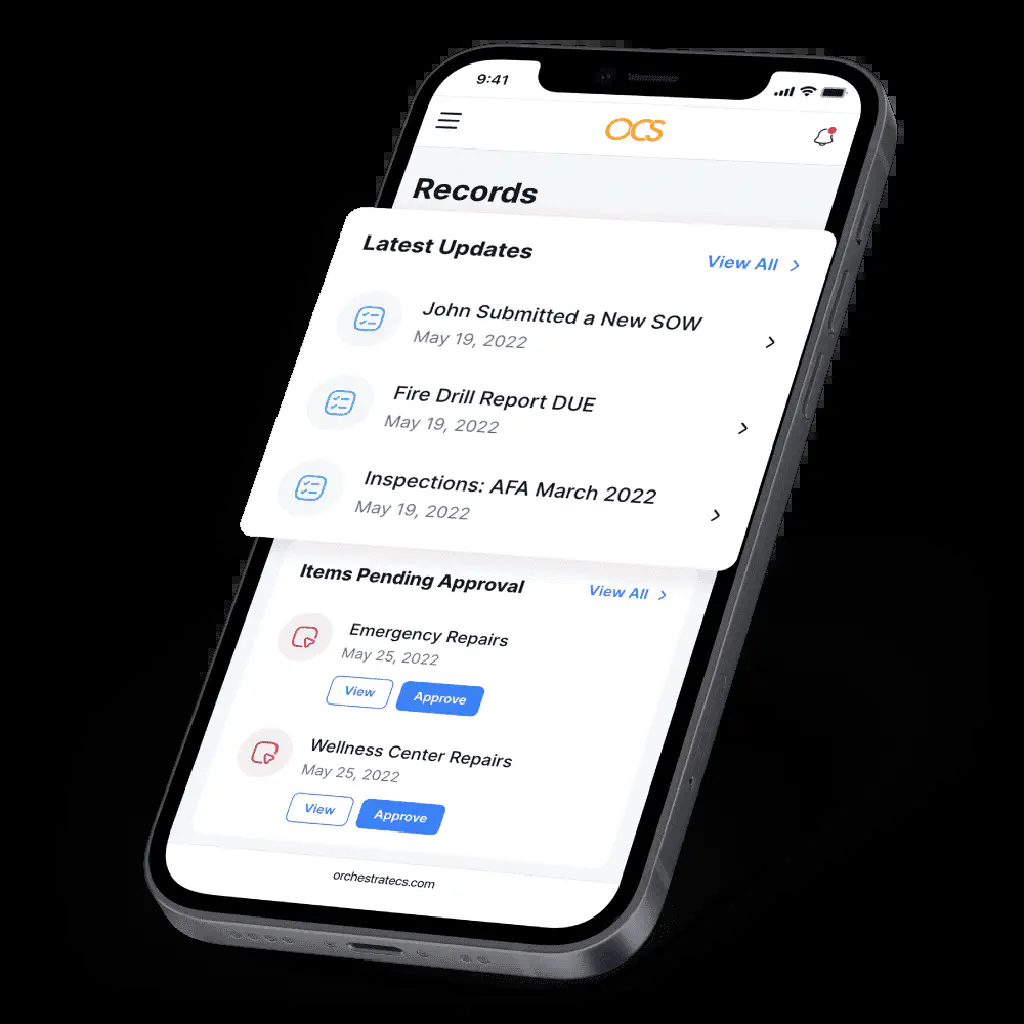 9:41
OCS
Records
Latest Updates
View All
John Submitted a New SOW
May 19, 2022
Fire Drill Report DUE
May 19, 2022
Inspections: AFA March 2022
May 19, 2022
Items Pending Approval
View All
Emergency Repairs
May 25, 2022
View
Approve
Wellness Center Repairs
May 25, 2022
View
Approve
orchestratecs.com